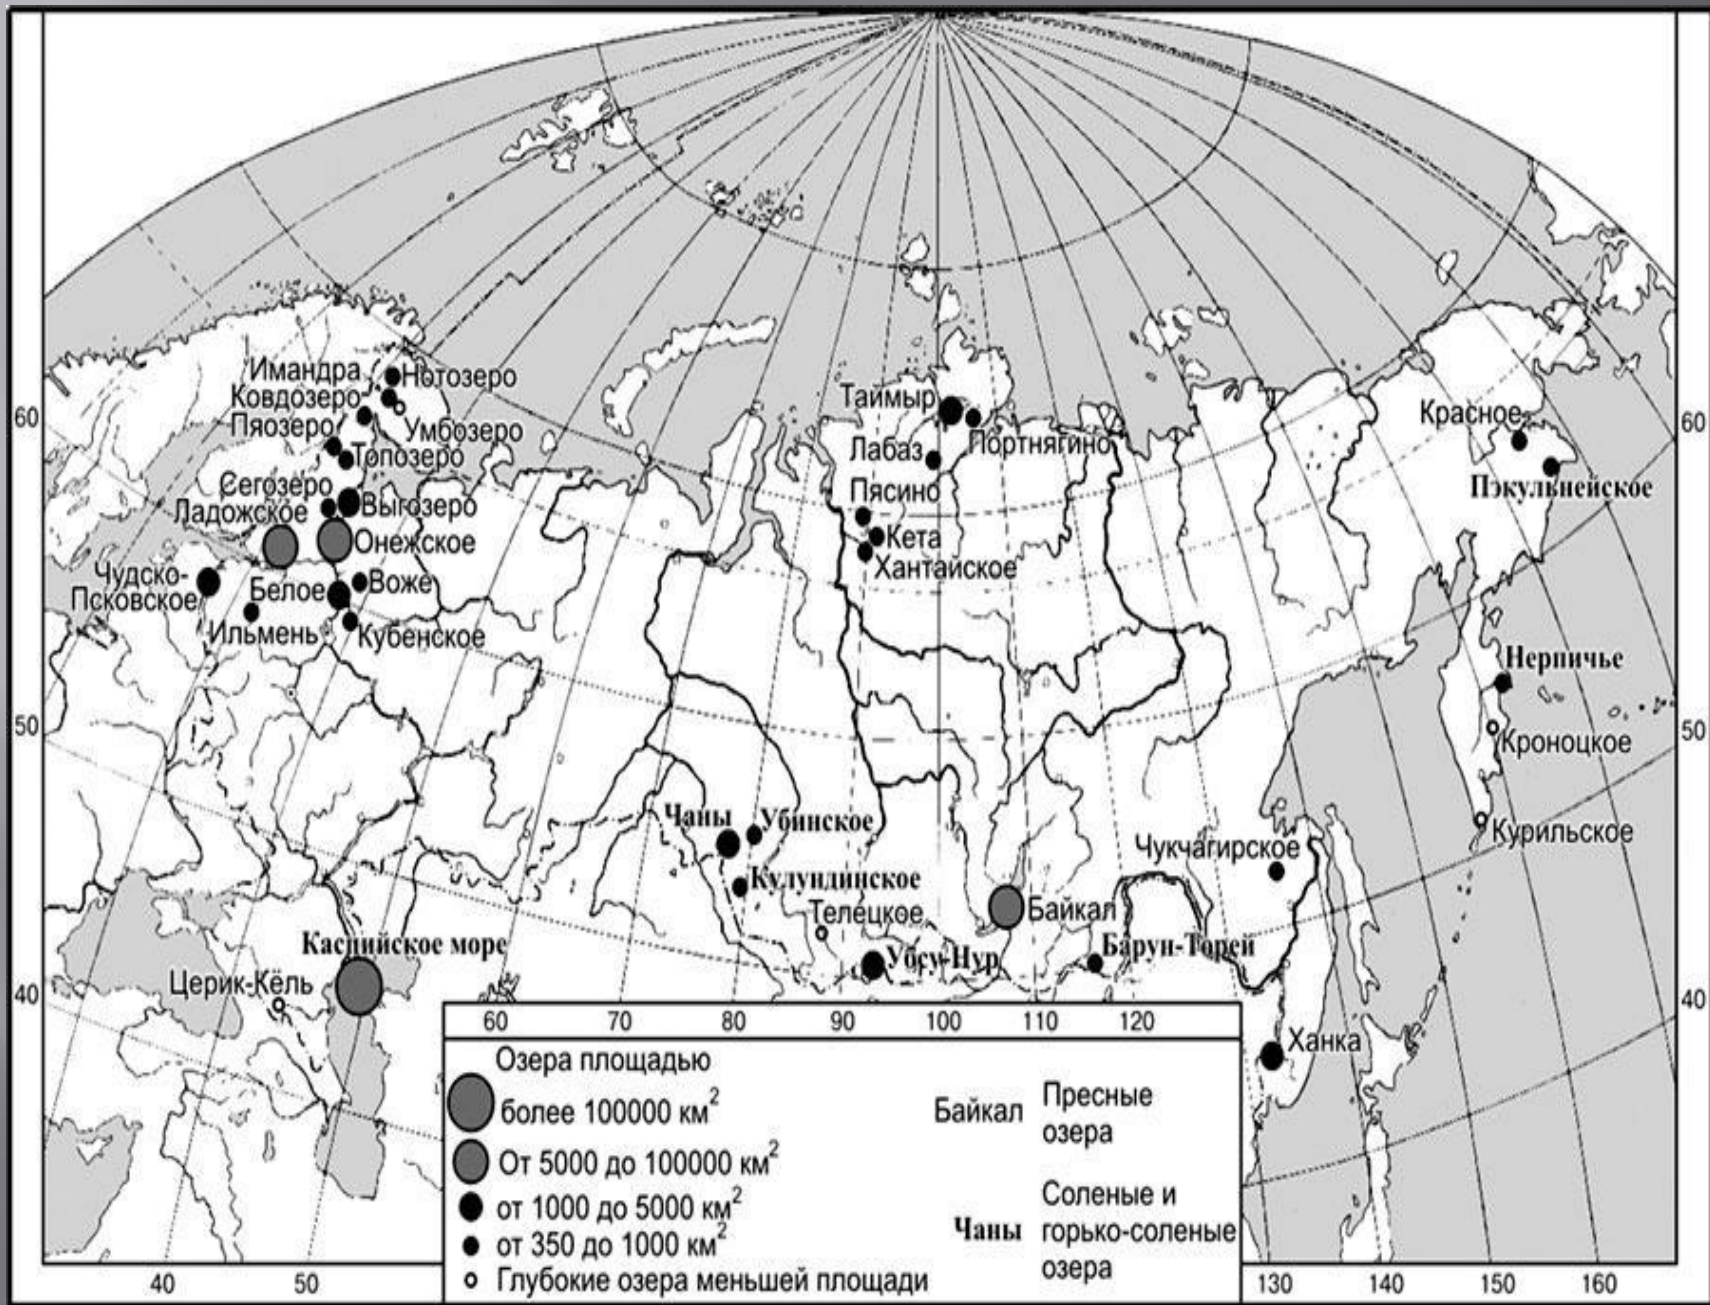 Имандра
Нотозеро
Ковдозеро
Пяозеро
Умбозеро
Топозеро
Сегозеро
Выгозеро
Ладожское
Онежское
Чудско-
Псковское
Белое
Воже
Ильмень
Кубенское
Таймыр
Портнягино
Лабаз
Пясино
Кета
Хантайское
Красное
Пэкульнейское
Нерпичье
Кроноцкое
Курильское
Чаны
Убинское
Кулундинское
Телецкое
Убсу-Нур
Байкал
Барун-Торей
Чукчагирское
Ханка
Каспийское море
Церик-Кёль
60
50
40
60
50
40
60 70 80 90 100 110 120
Озера площадью
более 100000 км²
От 5000 до 100000 км²
от 1000 до 5000 км²
от 350 до 1000 км²
Глубокие озера меньшей площади
Байкал
Пресные
озера
Чаны
Соленые и
горько-соленые
озера
40 50
130 140 150 160